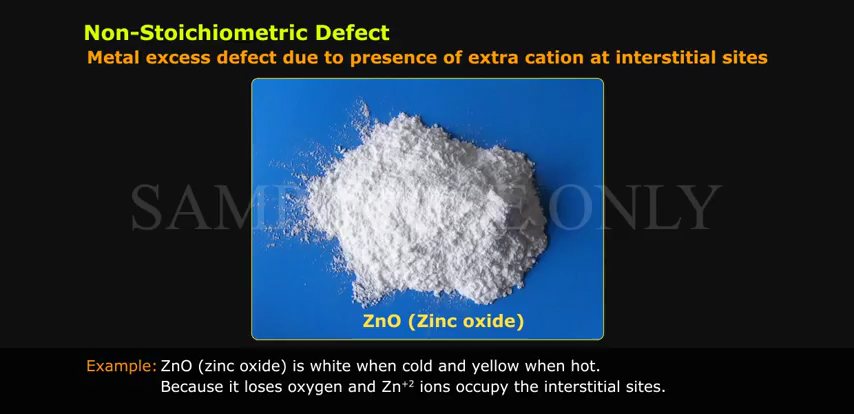 Non-Stoichiometric Defect
Metal excess defect due to presence of extra cation at interstitial sites
ZnO (Zinc oxide)
Example: ZnO (zinc oxide) is white when cold and yellow when hot.
Because it loses oxygen and Zn⁺² ions occupy the interstitial sites.